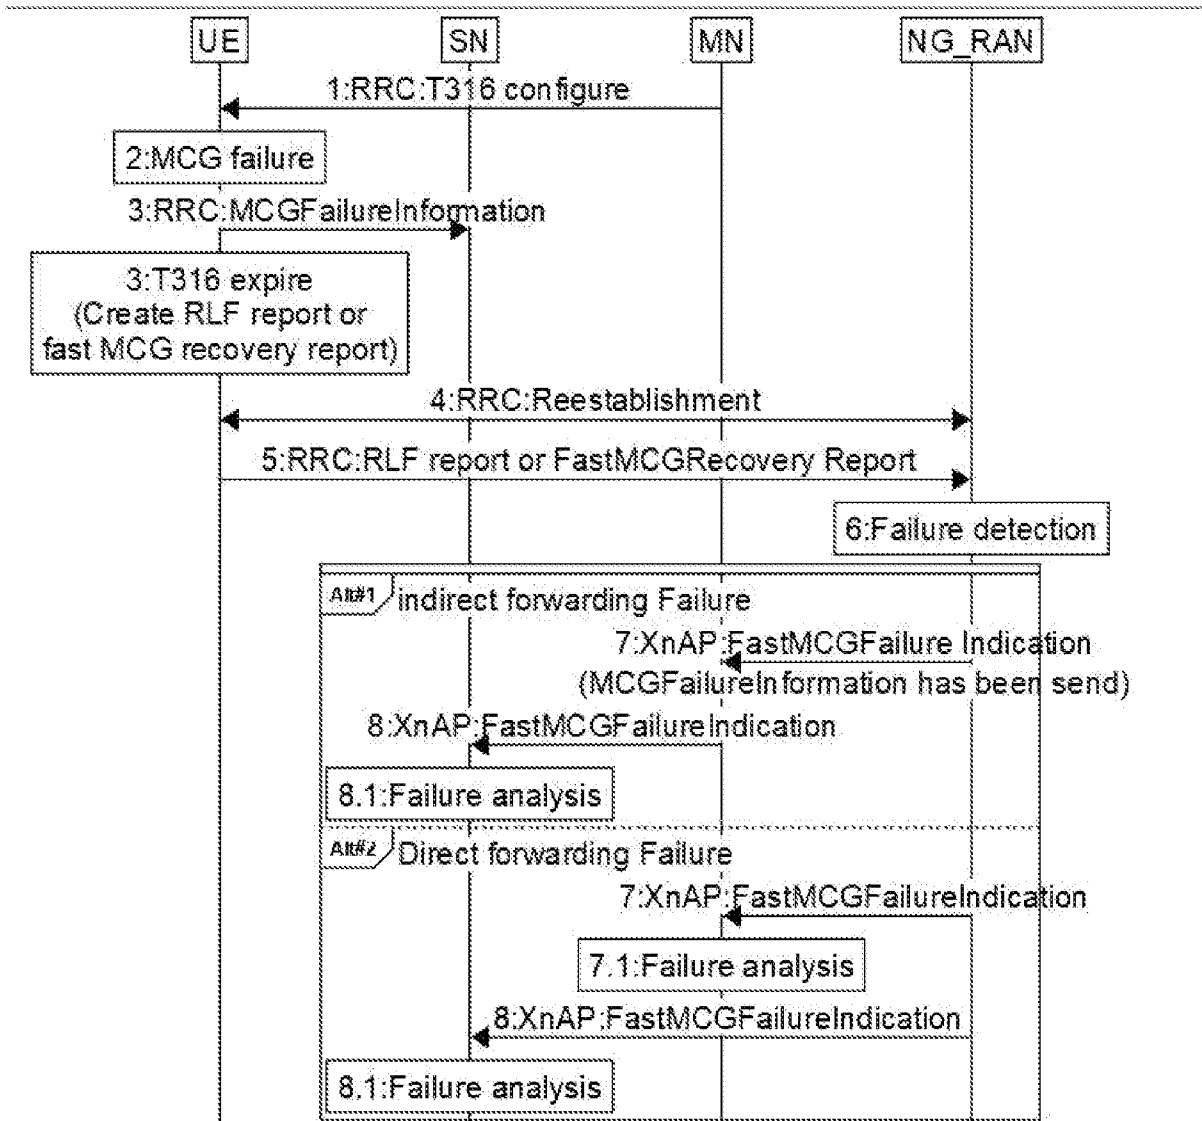 UE SN MN NG_RAN
1:RRC:T316 configure
2:MCG failure
3:RRC:MCGFailureInformation
3:T316 expire
(Create RLF report or
fast MCG recovery report)
4:RRC:Reestablishment
5:RRC:RLF report or FastMCGRecovery Report
6:Failure detection
Alt#1 indirect forwarding Failure
7:XnAP:FastMCGFailure Indication
(MCGFailureInformation has been send)
8:XnAP:FastMCGFailureIndication
8.1:Failure analysis
Alt#2 Direct forwarding Failure
7:XnAP:FastMCGFailureIndication
7.1:Failure analysis
8:XnAP:FastMCGFailureIndication
8.1:Failure analysis